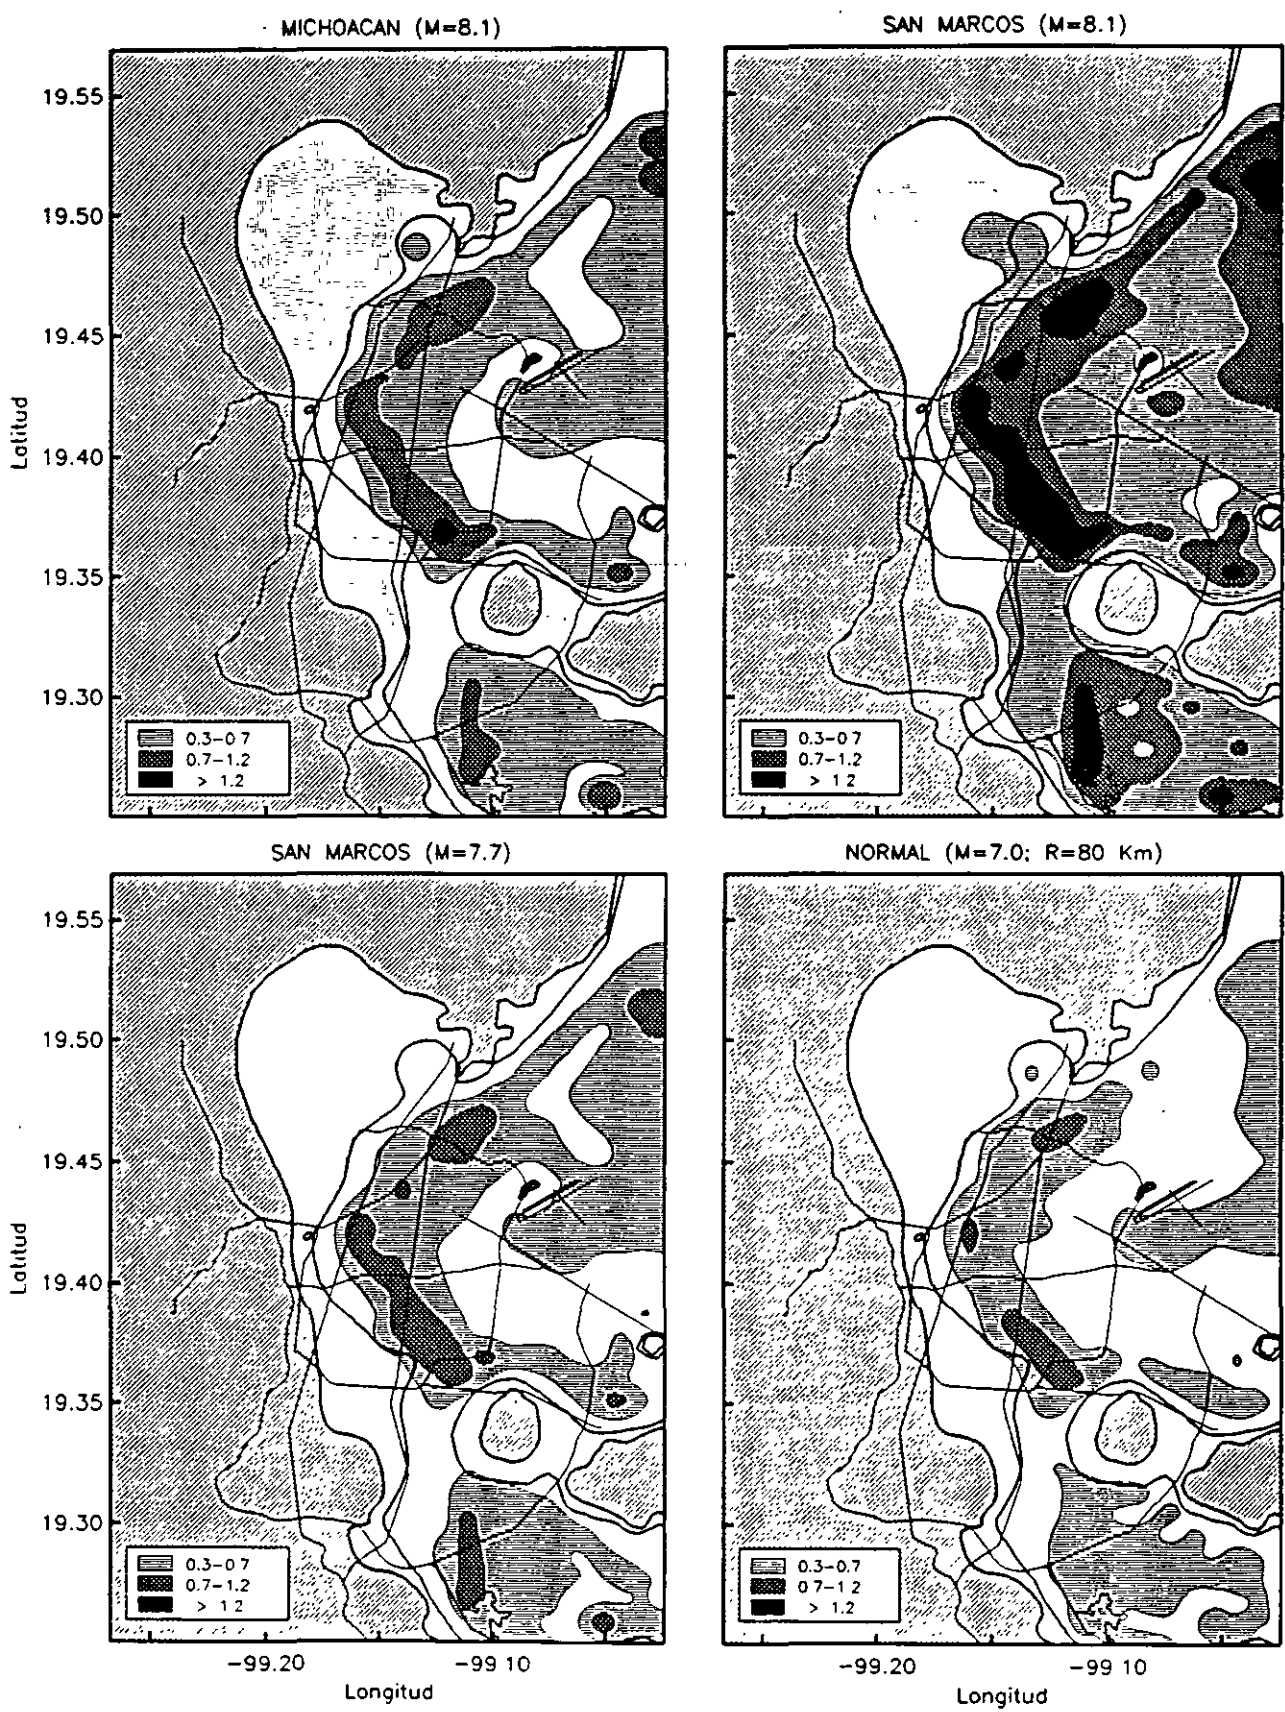 MICHOACAN (M=8.1)
SAN MARCOS (M=8.1)
19.55
19.50
19.45
19.40
19.35
19.30
Latitud
0.3-0 7
0.7-1.2
> 1.2
0.3-0 7
0.7-1.2
> 1.2
SAN MARCOS (M=7.7)
NORMAL (M=7.0; R=80 Km)
19.55
19.50
19.45
19.40
19.35
19.30
Latitud
0.3-0 7
0.7-1.2
> 1 2
0.3-0.7
0 7-1 2
> 1.2
-99.20
-99 10
-99.20
-99 10
Longitud
Longitud